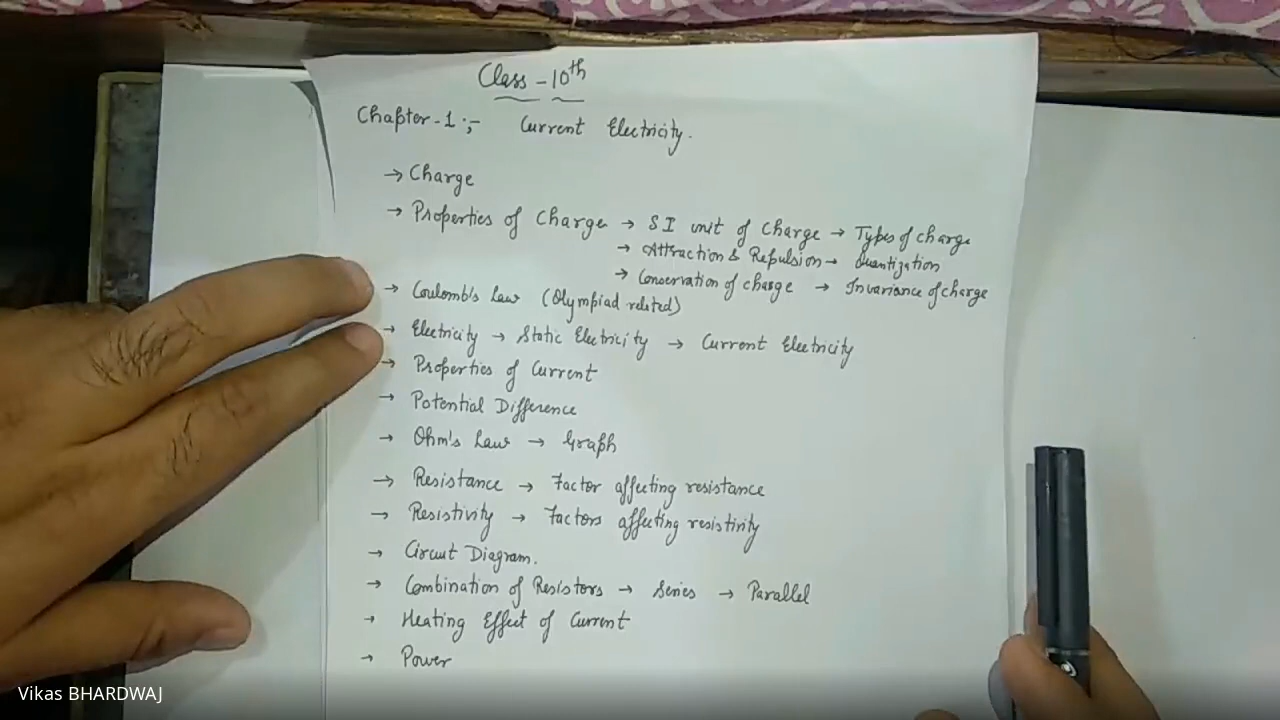 Class - 10th
Chapter-1:- Current Electricity.
→ Charge
→ Properties of Charge → SI unit of charge → Types of charge
→ Attraction & Repulsion → Quantization
→ Conservation of charge → Invariance of charge
→ Coulomb's Law (Olympiad related)
→ Electricity → Static Electricity → Current Electricity
→ Properties of Current
→ Potential Difference
→ Ohm's Law → Graph
→ Resistance → Factor affecting resistance
→ Resistivity → Factors affecting resistivity
→ Circuit Diagram.
→ Combination of Resistors → Series → Parallel
→ Heating Effect of Current
→ Power
Vikas BHARDWAJ